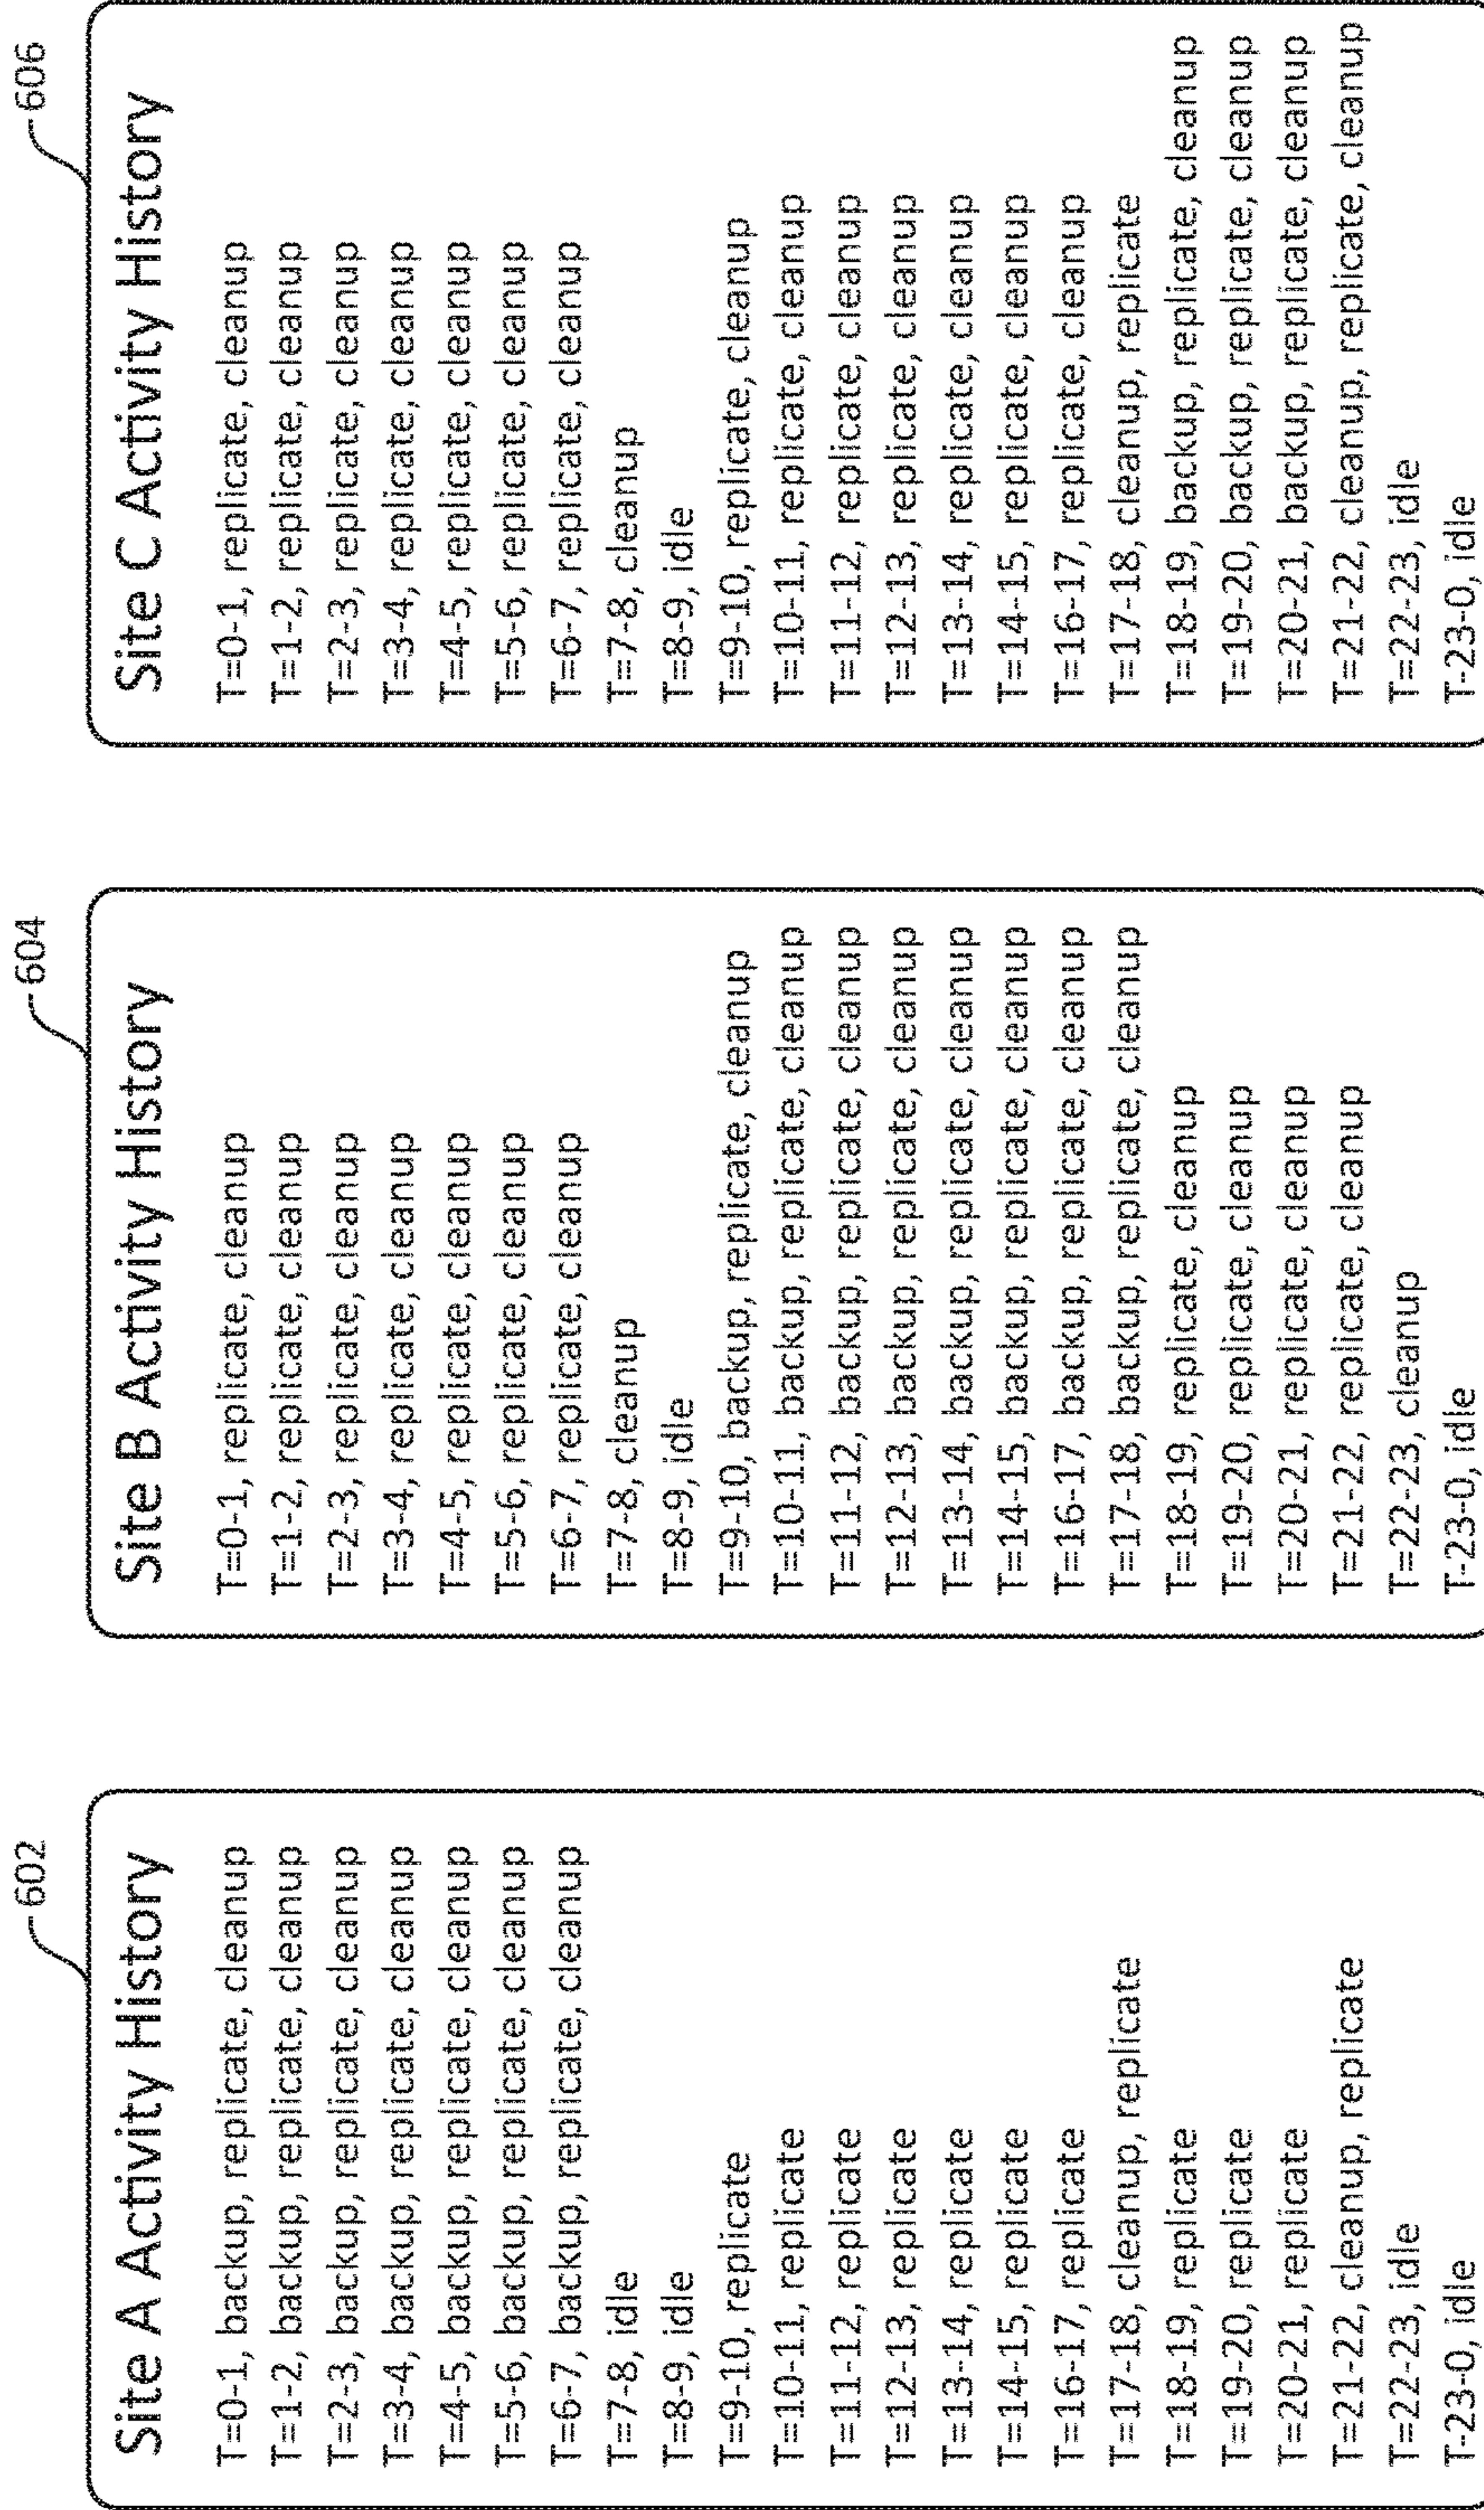 602
Site A Activity History
T=0-1, backup, replicate, cleanup
T=1-2, backup, replicate, cleanup
T=2-3, backup, replicate, cleanup
T=3-4, backup, replicate, cleanup
T=4-5, backup, replicate, cleanup
T=5-6, backup, replicate, cleanup
T=6-7, backup, replicate, cleanup
T=7-8, idle
T=8-9, idle
T=9-10, replicate
T=10-11, replicate
T=11-12, replicate
T=12-13, replicate
T=13-14, replicate
T=14-15, replicate
T=16-17, replicate
T=17-18, cleanup, replicate
T=18-19, replicate
T=19-20, replicate
T=20-21, replicate
T=21-22, cleanup, replicate
T=22-23, idle
T-23-0, idle
604
Site B Activity History
T=0-1, replicate, cleanup
T=1-2, replicate, cleanup
T=2-3, replicate, cleanup
T=3-4, replicate, cleanup
T=4-5, replicate, cleanup
T=5-6, replicate, cleanup
T=6-7, replicate, cleanup
T=7-8, cleanup
T=8-9, idle
T=9-10, backup, replicate, cleanup
T=10-11, backup, replicate, cleanup
T=11-12, backup, replicate, cleanup
T=12-13, backup, replicate, cleanup
T=13-14, backup, replicate, cleanup
T=14-15, backup, replicate, cleanup
T=16-17, backup, replicate, cleanup
T=17-18, backup, replicate, cleanup
T=18-19, replicate, cleanup
T=19-20, replicate, cleanup
T=20-21, replicate, cleanup
T=21-22, replicate, cleanup
T=22-23, cleanup
T-23-0, idle
606
Site C Activity History
T=0-1, replicate, cleanup
T=1-2, replicate, cleanup
T=2-3, replicate, cleanup
T=3-4, replicate, cleanup
T=4-5, replicate, cleanup
T=5-6, replicate, cleanup
T=6-7, replicate, cleanup
T=7-8, cleanup
T=8-9, idle
T=9-10, replicate, cleanup
T=10-11, replicate, cleanup
T=11-12, replicate, cleanup
T=12-13, replicate, cleanup
T=13-14, replicate, cleanup
T=14-15, replicate, cleanup
T=16-17, replicate, cleanup
T=17-18, cleanup, replicate
T=18-19, backup, replicate, cleanup
T=19-20, backup, replicate, cleanup
T=20-21, backup, replicate, cleanup
T=21-22, cleanup, replicate, cleanup
T=22-23, idle
T-23-0, idle